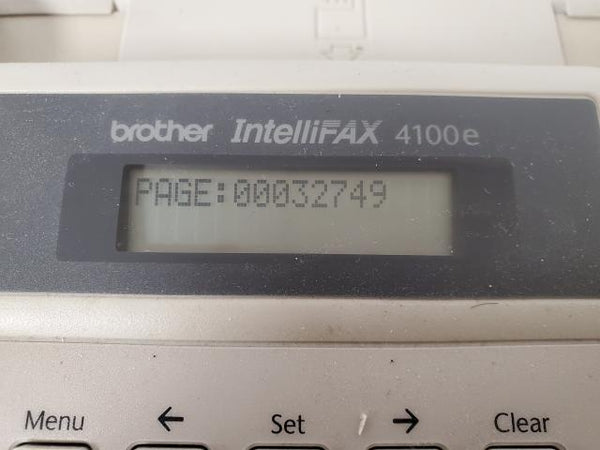 brother IntelliFAX 4100e
PAGE:00032749
Menu ← Set → Clear